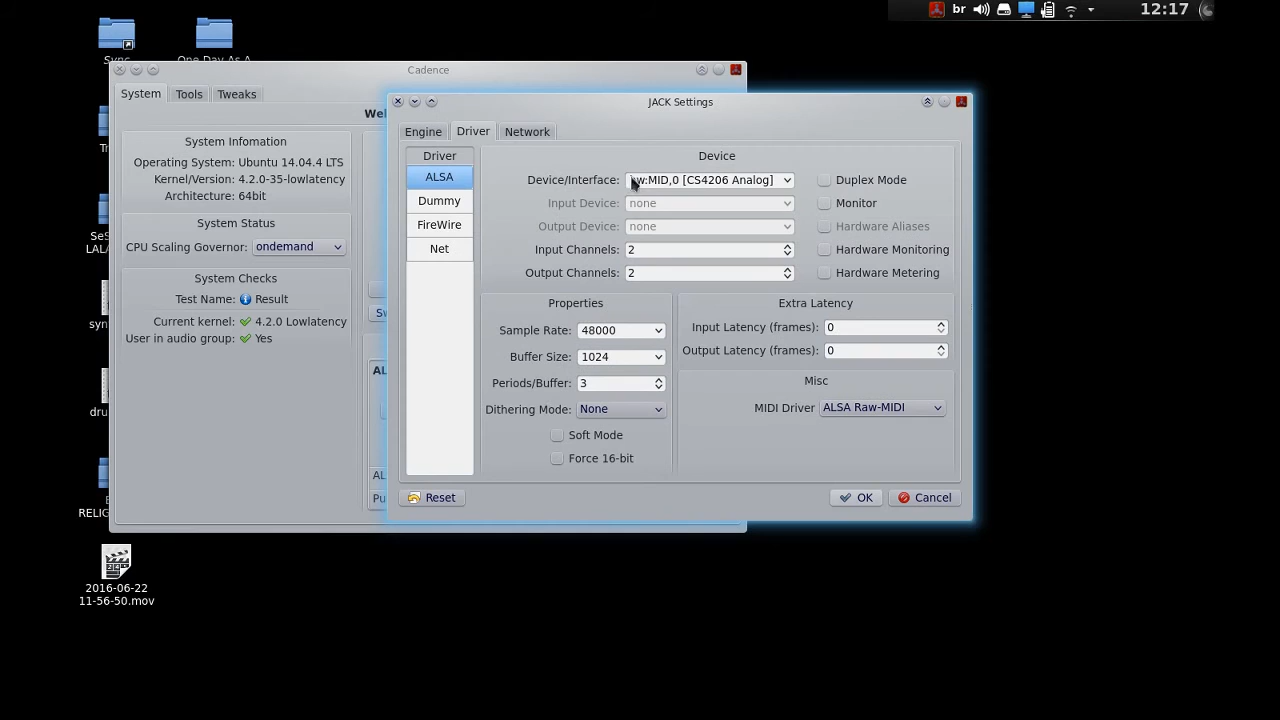 br
12:17
Sync
One Day As A
Cadence
System
Tools
Tweaks
Wel
System Infomation
Operating System: Ubuntu 14.04.4 LTS
Kernel/Version: 4.2.0-35-lowlatency
Architecture: 64bit
System Status
CPU Scaling Governor: ondemand
System Checks
Test Name: Result
Current kernel: 4.2.0 Lowlatency
User in audio group: Yes
JACK Settings
Engine
Driver
Network
Driver
ALSA
Dummy
FireWire
Net
Device
Device/Interface: hw:MID,0 [CS4206 Analog]
Input Device: none
Output Device: none
Input Channels: 2
Output Channels: 2
Duplex Mode
Monitor
Hardware Aliases
Hardware Monitoring
Hardware Metering
Properties
Sample Rate: 48000
Buffer Size: 1024
Periods/Buffer: 3
Dithering Mode: None
Soft Mode
Force 16-bit
Extra Latency
Input Latency (frames): 0
Output Latency (frames): 0
Misc
MIDI Driver ALSA Raw-MIDI
Reset
OK
Cancel
2016-06-22
11-56-50.mov